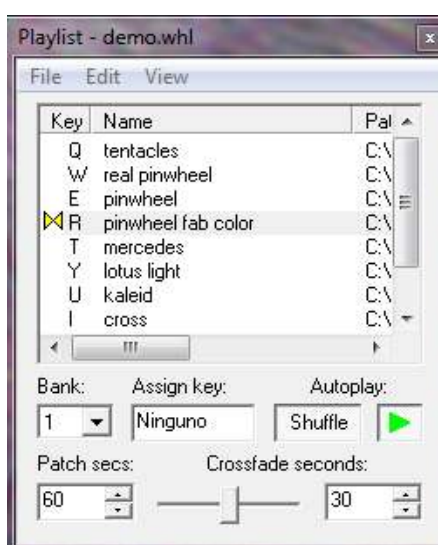 Playlist - demo.whl
File Edit View
Key Name Pat
Q tentacles C:\
W real pinwheel C:\
E pinwheel C:\
R pinwheel fab color C:\
T mercedes C:\
Y lotus light C:\
U kaleid C:\
I cross C:\
Bank: Assign key: Autoplay:
1 Ninguno Shuffle
Patch secs: Crossfade seconds:
60 30